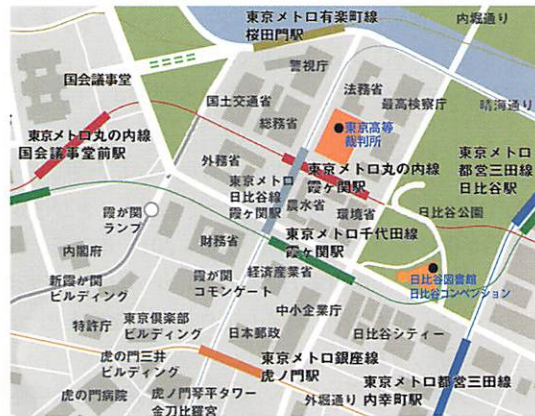 東京メトロ有楽町線
桜田門駅
内堀通り
国会議事堂
警視庁
法務省
国土交通省
最高検察庁
晴海通り
総務省
東京高等
裁判所
東京メトロ丸の内線
国会議事堂前駅
外務省
東京メトロ丸の内線
霞ヶ関駅
東京メトロ
都営三田線
日比谷駅
東京メトロ
日比谷線
霞ヶ関駅
農水省
環境省
日比谷公園
霞が関
ランプ
財務省
東京メトロ千代田線
霞ヶ関駅
内閣府
新霞が関
ビルディング
霞が関
コモンゲート
経済産業省
日比谷図書館
日比谷コンベンション
中小企業庁
特許庁
東京倶楽部
ビルディング
日本郵政
日比谷シティー
虎の門三井
ビルディング
東京メトロ銀座線
虎ノ門駅
虎の門病院
虎ノ門琴平タワー
金刀比羅宮
外堀通り
東京メトロ都営三田線
内幸町駅